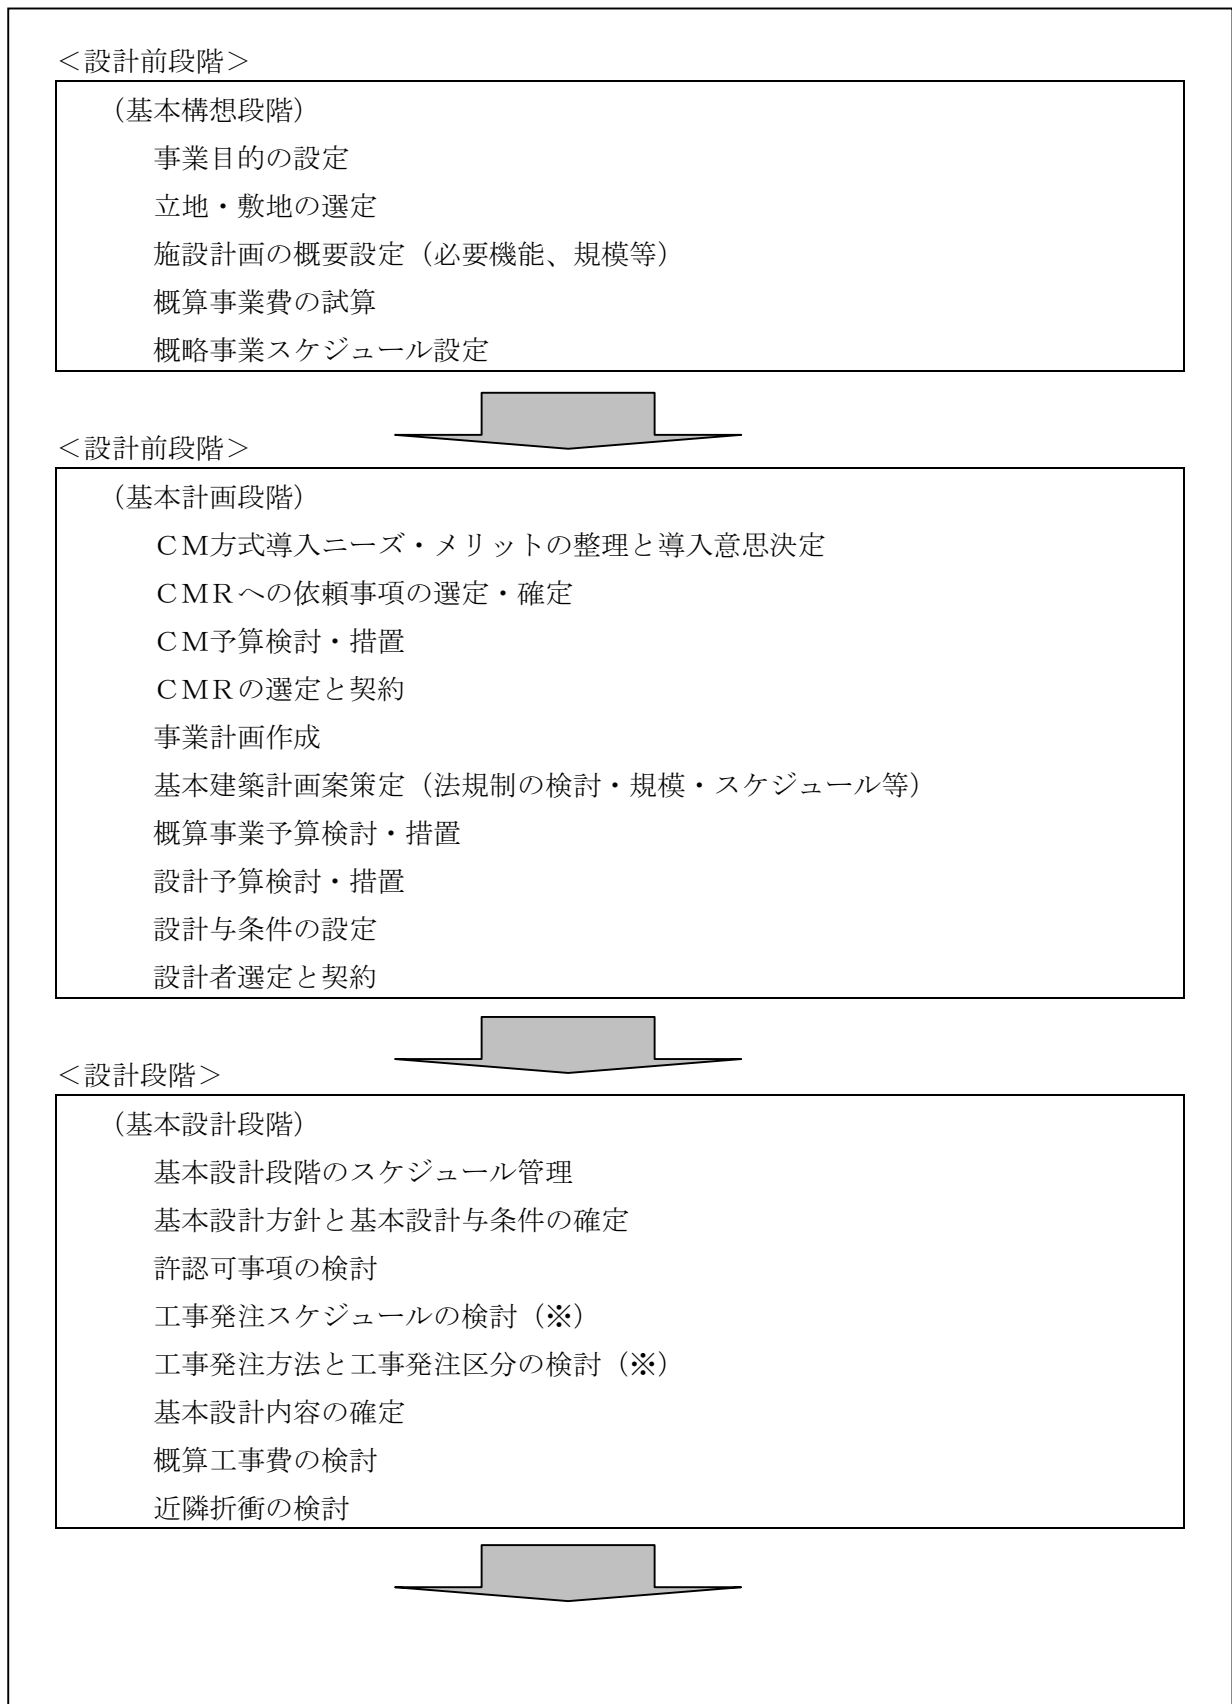 ＜設計前段階＞
（基本構想段階）
事業目的の設定
立地・敷地の選定
施設計画の概要設定（必要機能、規模等）
概算事業費の試算
概略事業スケジュール設定
＜設計前段階＞
（基本計画段階）
ＣＭ方式導入ニーズ・メリットの整理と導入意思決定
ＣＭＲへの依頼事項の選定・確定
ＣＭ予算検討・措置
ＣＭＲの選定と契約
事業計画作成
基本建築計画案策定（法規制の検討・規模・スケジュール等）
概算事業予算検討・措置
設計予算検討・措置
設計与条件の設定
設計者選定と契約
＜設計段階＞
（基本設計段階）
基本設計段階のスケジュール管理
基本設計方針と基本設計与条件の確定
許認可事項の検討
工事発注スケジュールの検討（※）
工事発注方法と工事発注区分の検討（※）
基本設計内容の確定
概算工事費の検討
近隣折衝の検討